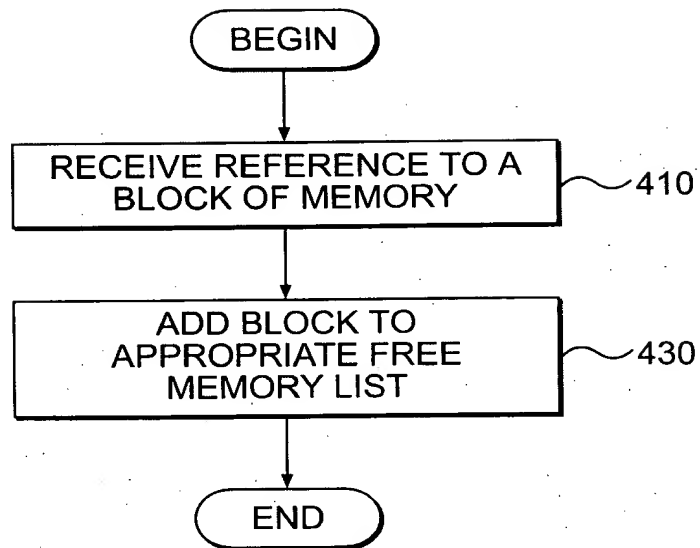 BEGIN
RECEIVE REFERENCE TO A
BLOCK OF MEMORY
410
ADD BLOCK TO
APPROPRIATE FREE
MEMORY LIST
430
END